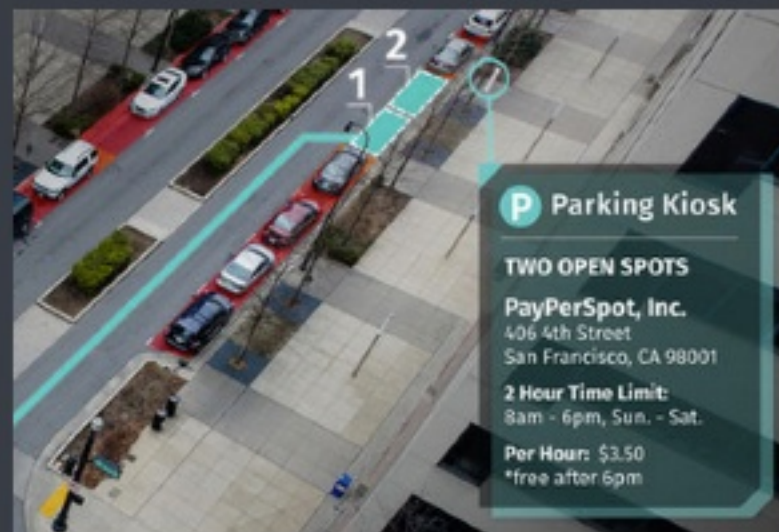 1
2
P Parking Kiosk
TWO OPEN SPOTS
PayPerSpot, Inc.
406 4th Street
San Francisco, CA 98001
2 Hour Time Limit:
8am - 6pm, Sun. - Sat.
Per Hour: $3.50
*free after 6pm